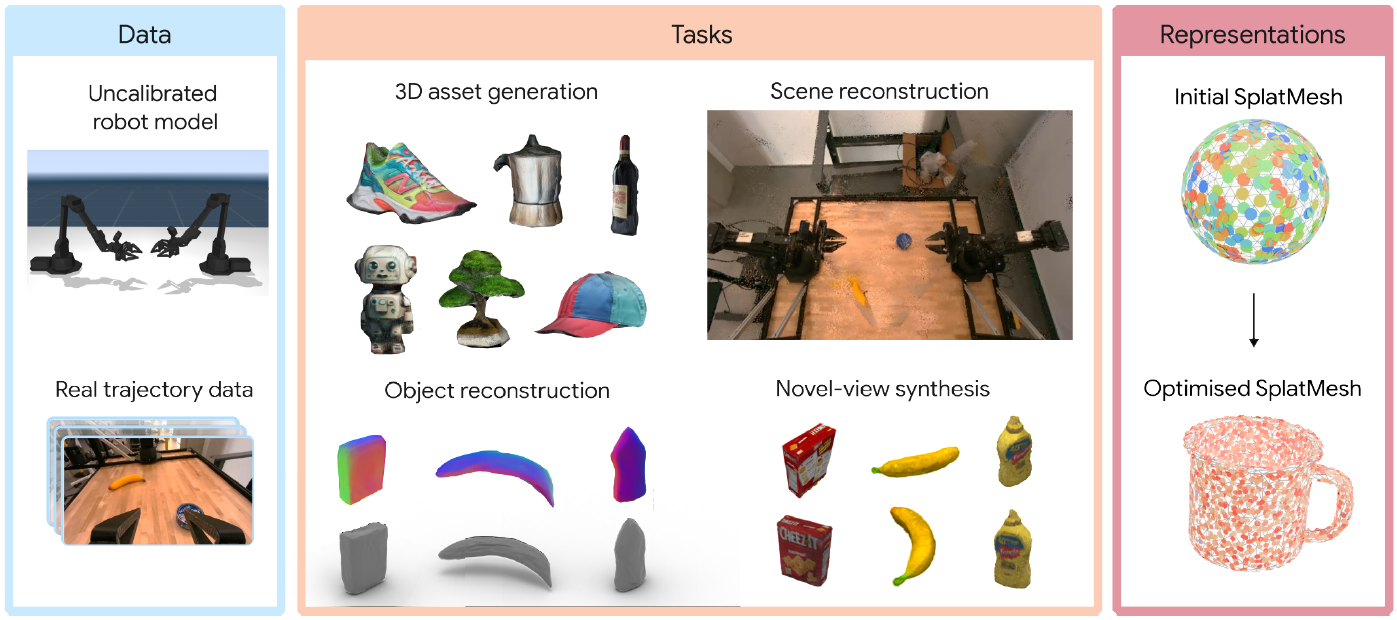 Data
Uncalibrated
robot model
Real trajectory data
Tasks
3D asset generation
Scene reconstruction
Object reconstruction
Novel-view synthesis
CHEEZ IT
Representations
Initial SplatMesh
Optimised SplatMesh